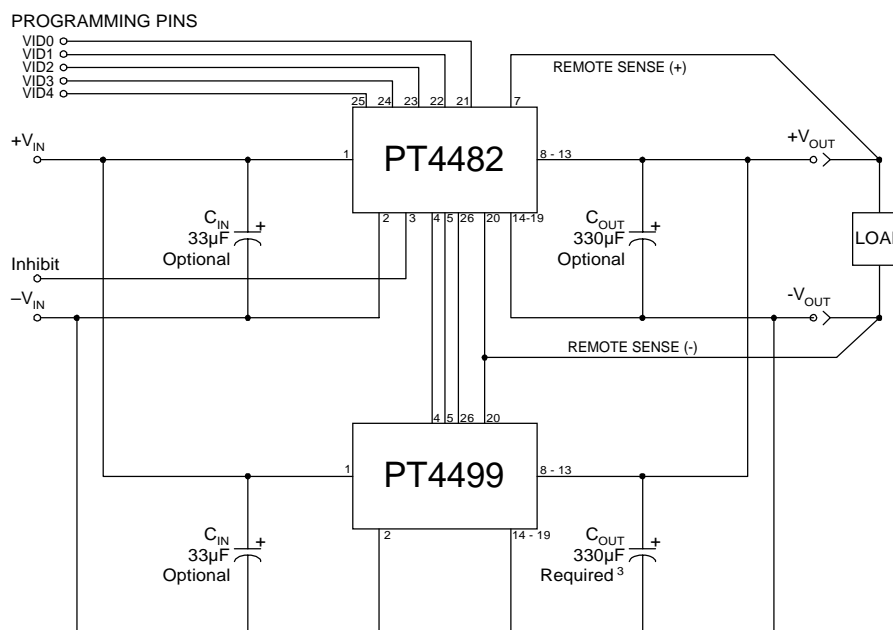 PROGRAMMING PINS
VID0
VID1
VID2
VID3
VID4
25 24 23 22 21 7
REMOTE SENSE (+)
+VIN
1
PT4482
8 - 13
+VOUT
2 3 4 5 26 20 14-19
CIN
+
33µF
Optional
COUT
+
330µF
Optional
LOAD
Inhibit
–VIN
-VOUT
REMOTE SENSE (-)
4 5 26 20
1
PT4499
8 - 13
2
14 - 19
CIN
+
33µF
Optional
COUT
+
330µF
Required 3